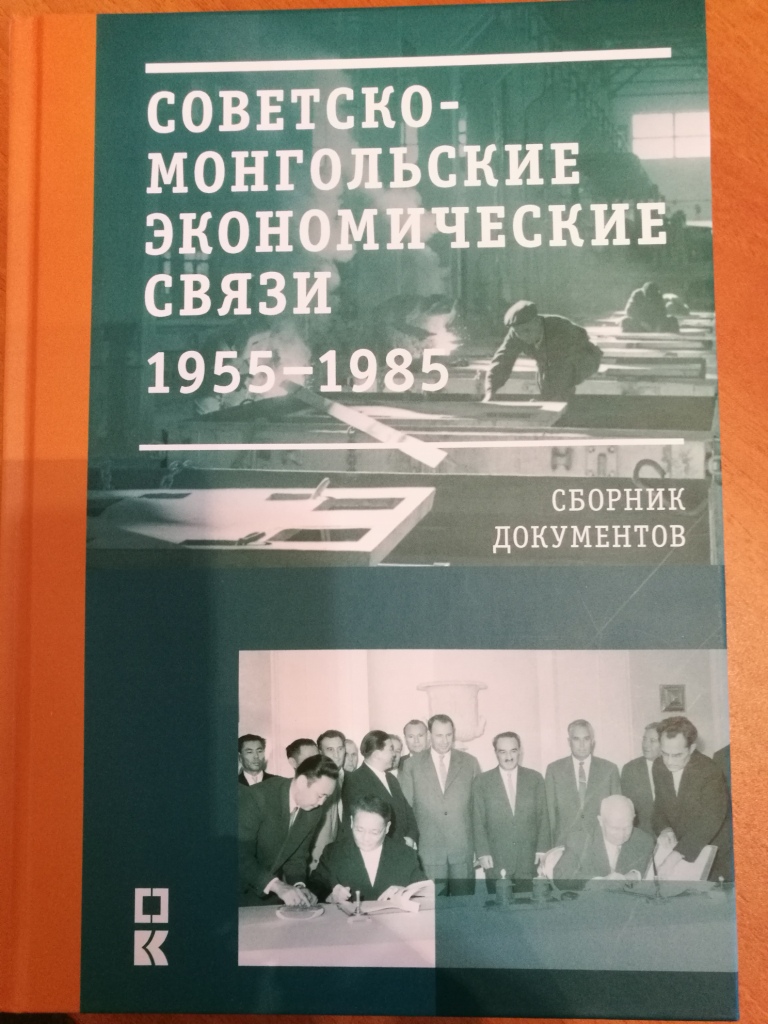 СОВЕТСКО-
МОНГОЛЬСКИЕ
ЭКОНОМИЧЕСКИЕ
СВЯЗИ
1955–1985
СБОРНИК
ДОКУМЕНТОВ